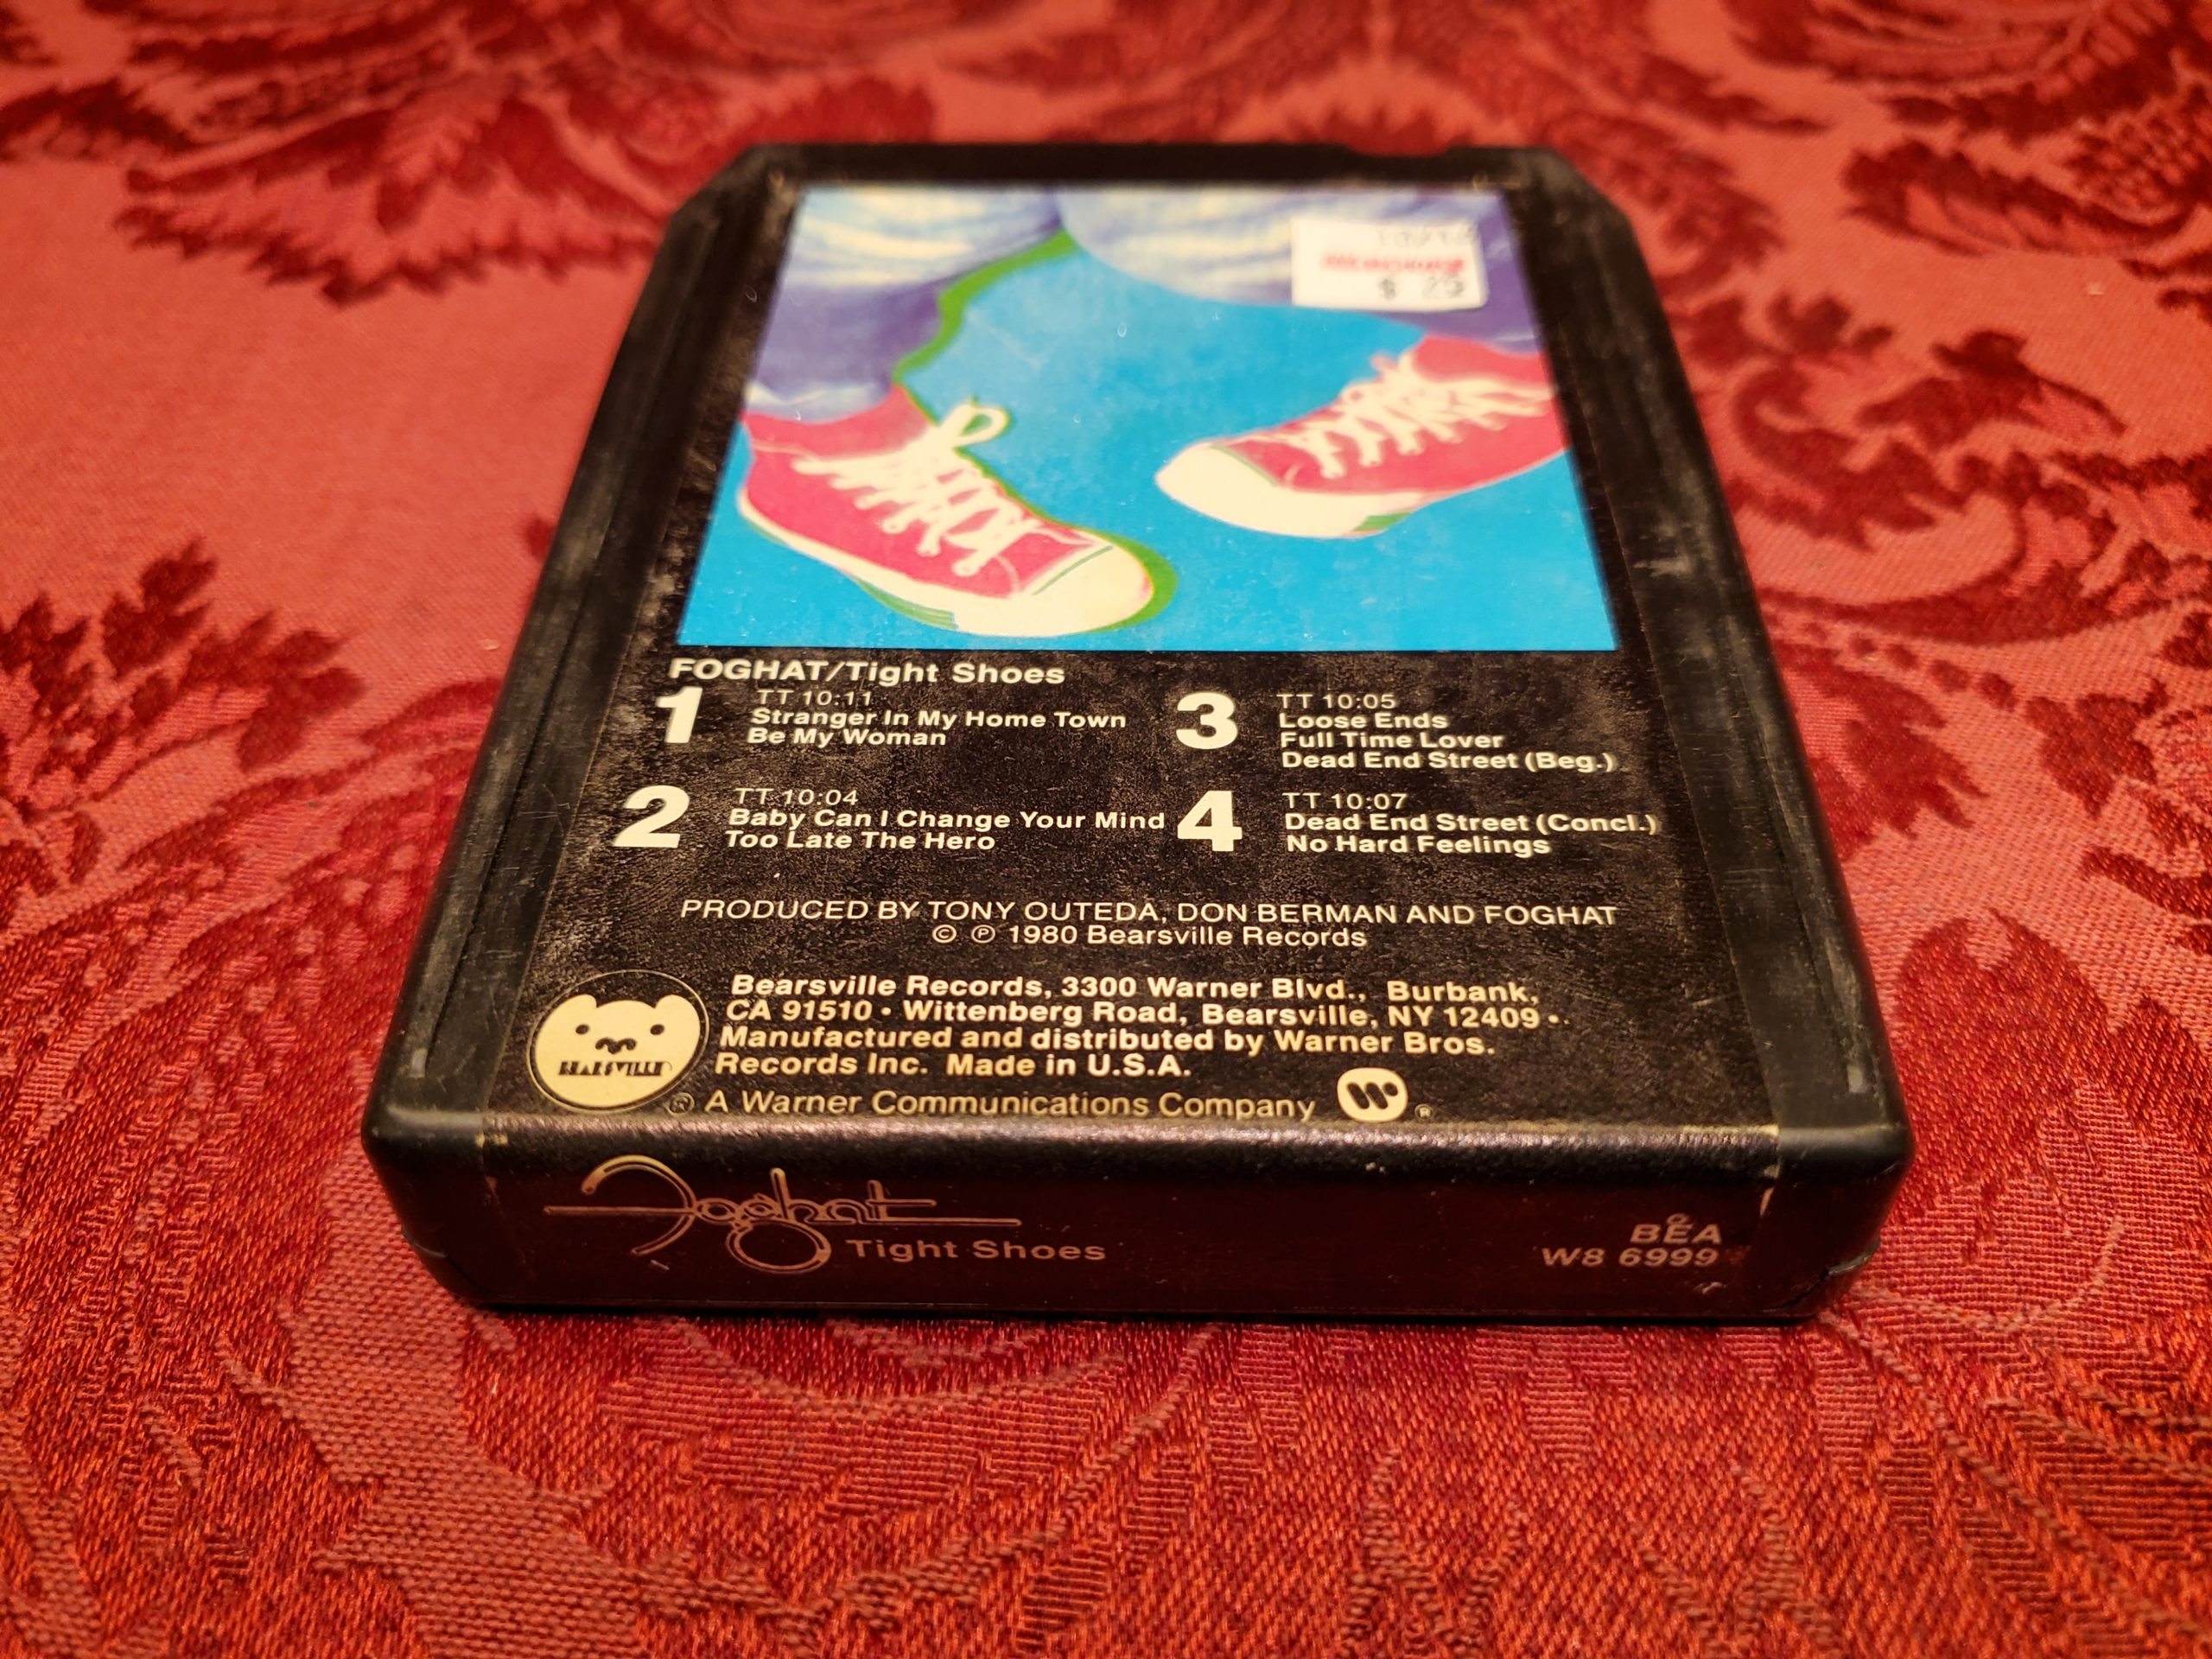 $ 25
FOGHAT/Tight Shoes
1
TT 10:11
Stranger In My Home Town
Be My Woman
2
TT 10:04
Baby Can I Change Your Mind
Too Late The Hero
3
TT 10:05
Loose Ends
Full Time Lover
Dead End Street (Beg.)
4
TT 10:07
Dead End Street (Concl.)
No Hard Feelings
PRODUCED BY TONY OUTEDA, DON BERMAN AND FOGHAT
© ℗ 1980 Bearsville Records
Bearsville Records, 3300 Warner Blvd., Burbank,
CA 91510 • Wittenberg Road, Bearsville, NY 12409 •
Manufactured and distributed by Warner Bros.
Records Inc. Made in U.S.A.
BEARSVILLE
® A Warner Communications Company W ®
Foghat
Tight Shoes
BEA
W8 6999